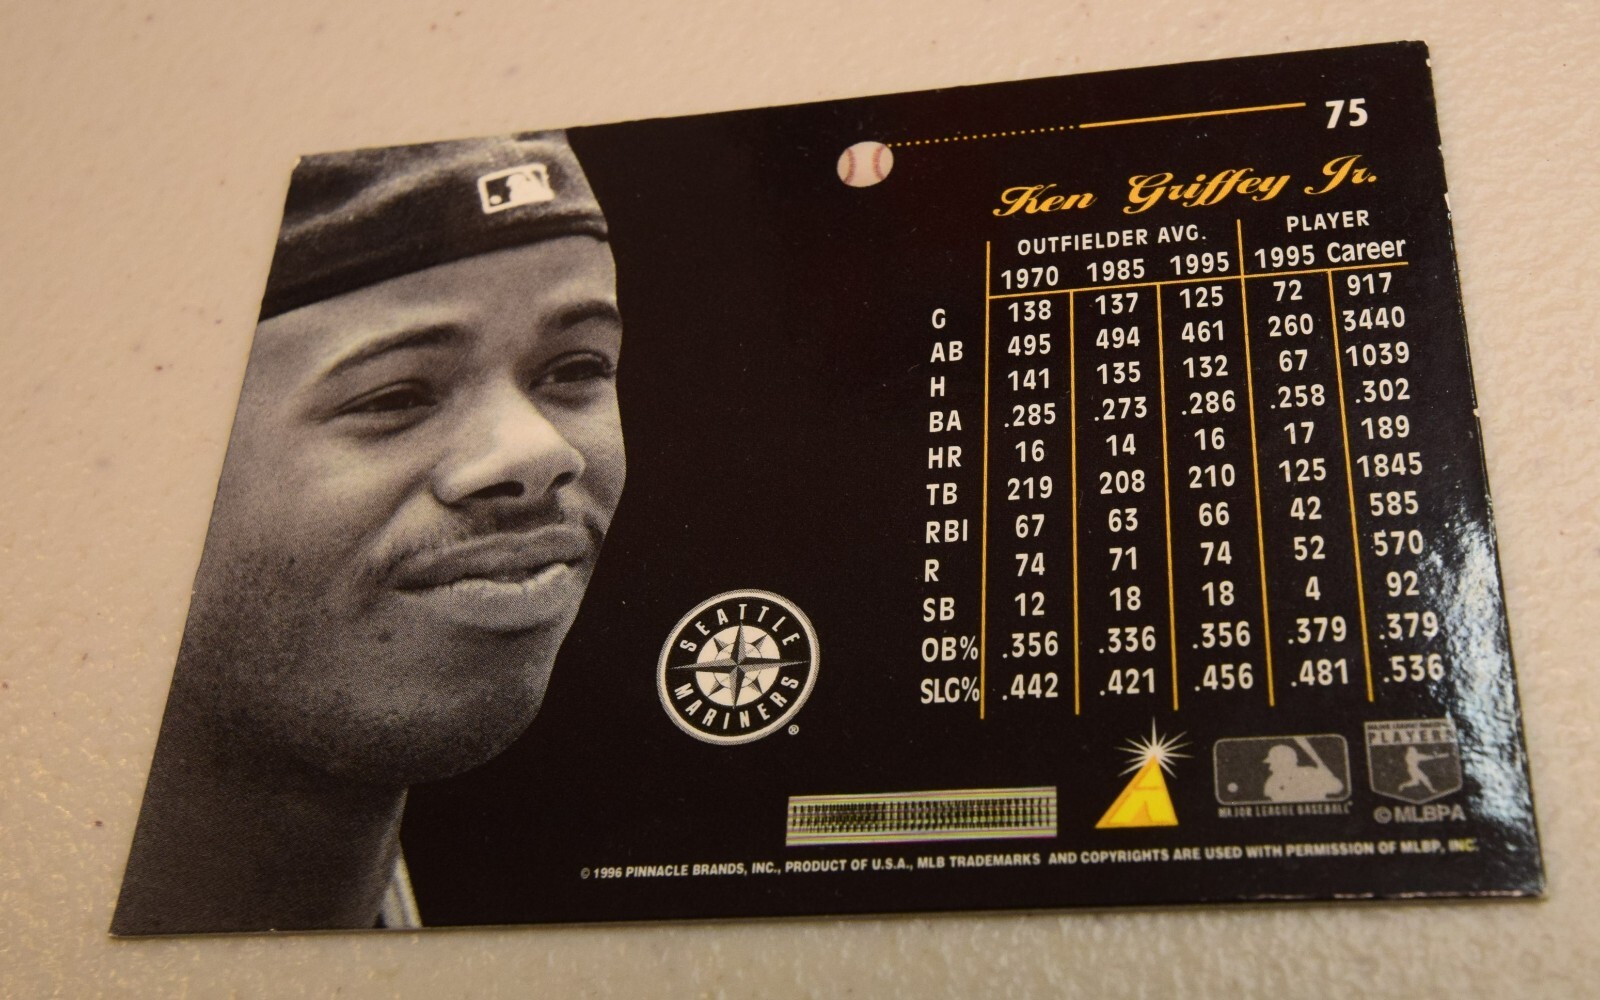 75
Ken Griffey Jr.
OUTFIELDER AVG. PLAYER
1970 1985 1995 1995 Career
G 138 137 125 72 917
AB 495 494 461 260 3440
H 141 135 132 67 1039
BA .285 .273 .286 .258 .302
HR 16 14 16 17 189
TB 219 208 210 125 1845
RBI 67 63 66 42 585
R 74 71 74 52 570
SB 12 18 18 4 92
OB% .356 .336 .356 .379 .379
SLG% .442 .421 .456 .481 .536
SEATTLE
MARINERS
®
MAJOR LEAGUE BASEBALL
PLAYERS
© MLBPA
© 1996 PINNACLE BRANDS, INC., PRODUCT OF U.S.A., MLB TRADEMARKS AND COPYRIGHTS ARE USED WITH PERMISSION OF MLBP, INC.